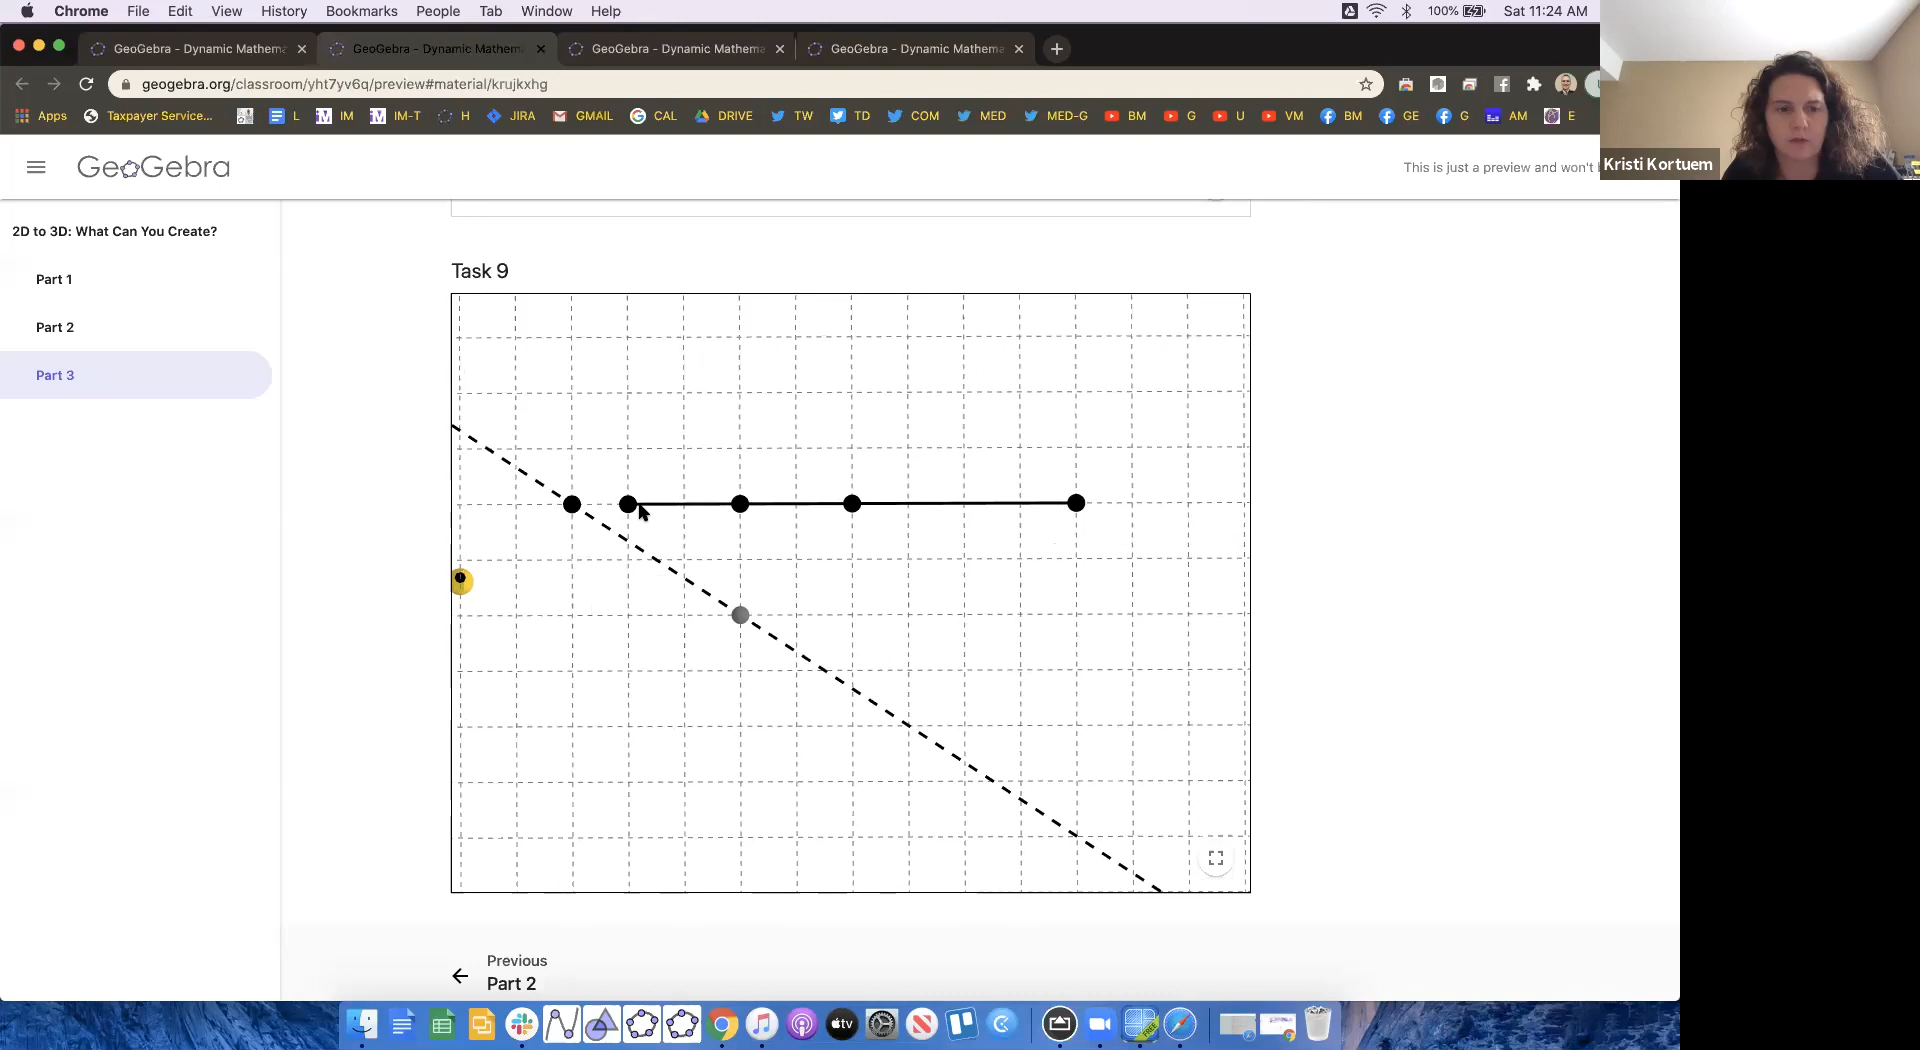 Chrome File Edit View History Bookmarks People Tab Window Help 100% Sat 11:24 AM
GeoGebra - Dynamic Mathema GeoGebra - Dynamic Mathem GeoGebra - Dynamic Mathema GeoGebra - Dynamic Mathema
geogebra.org/classroom/yht7yv6q/preview#material/krujkxhg
Apps Taxpayer Service... L IM IM-T H JIRA GMAIL CAL DRIVE TW TD COM MED MED-G BM G U VM BM GE G AM E
GeoGebra
This is just a preview and won't
Kristi Kortuem
2D to 3D: What Can You Create?
Part 1
Part 2
Part 3
Task 9
Previous
Part 2
tv
FREE